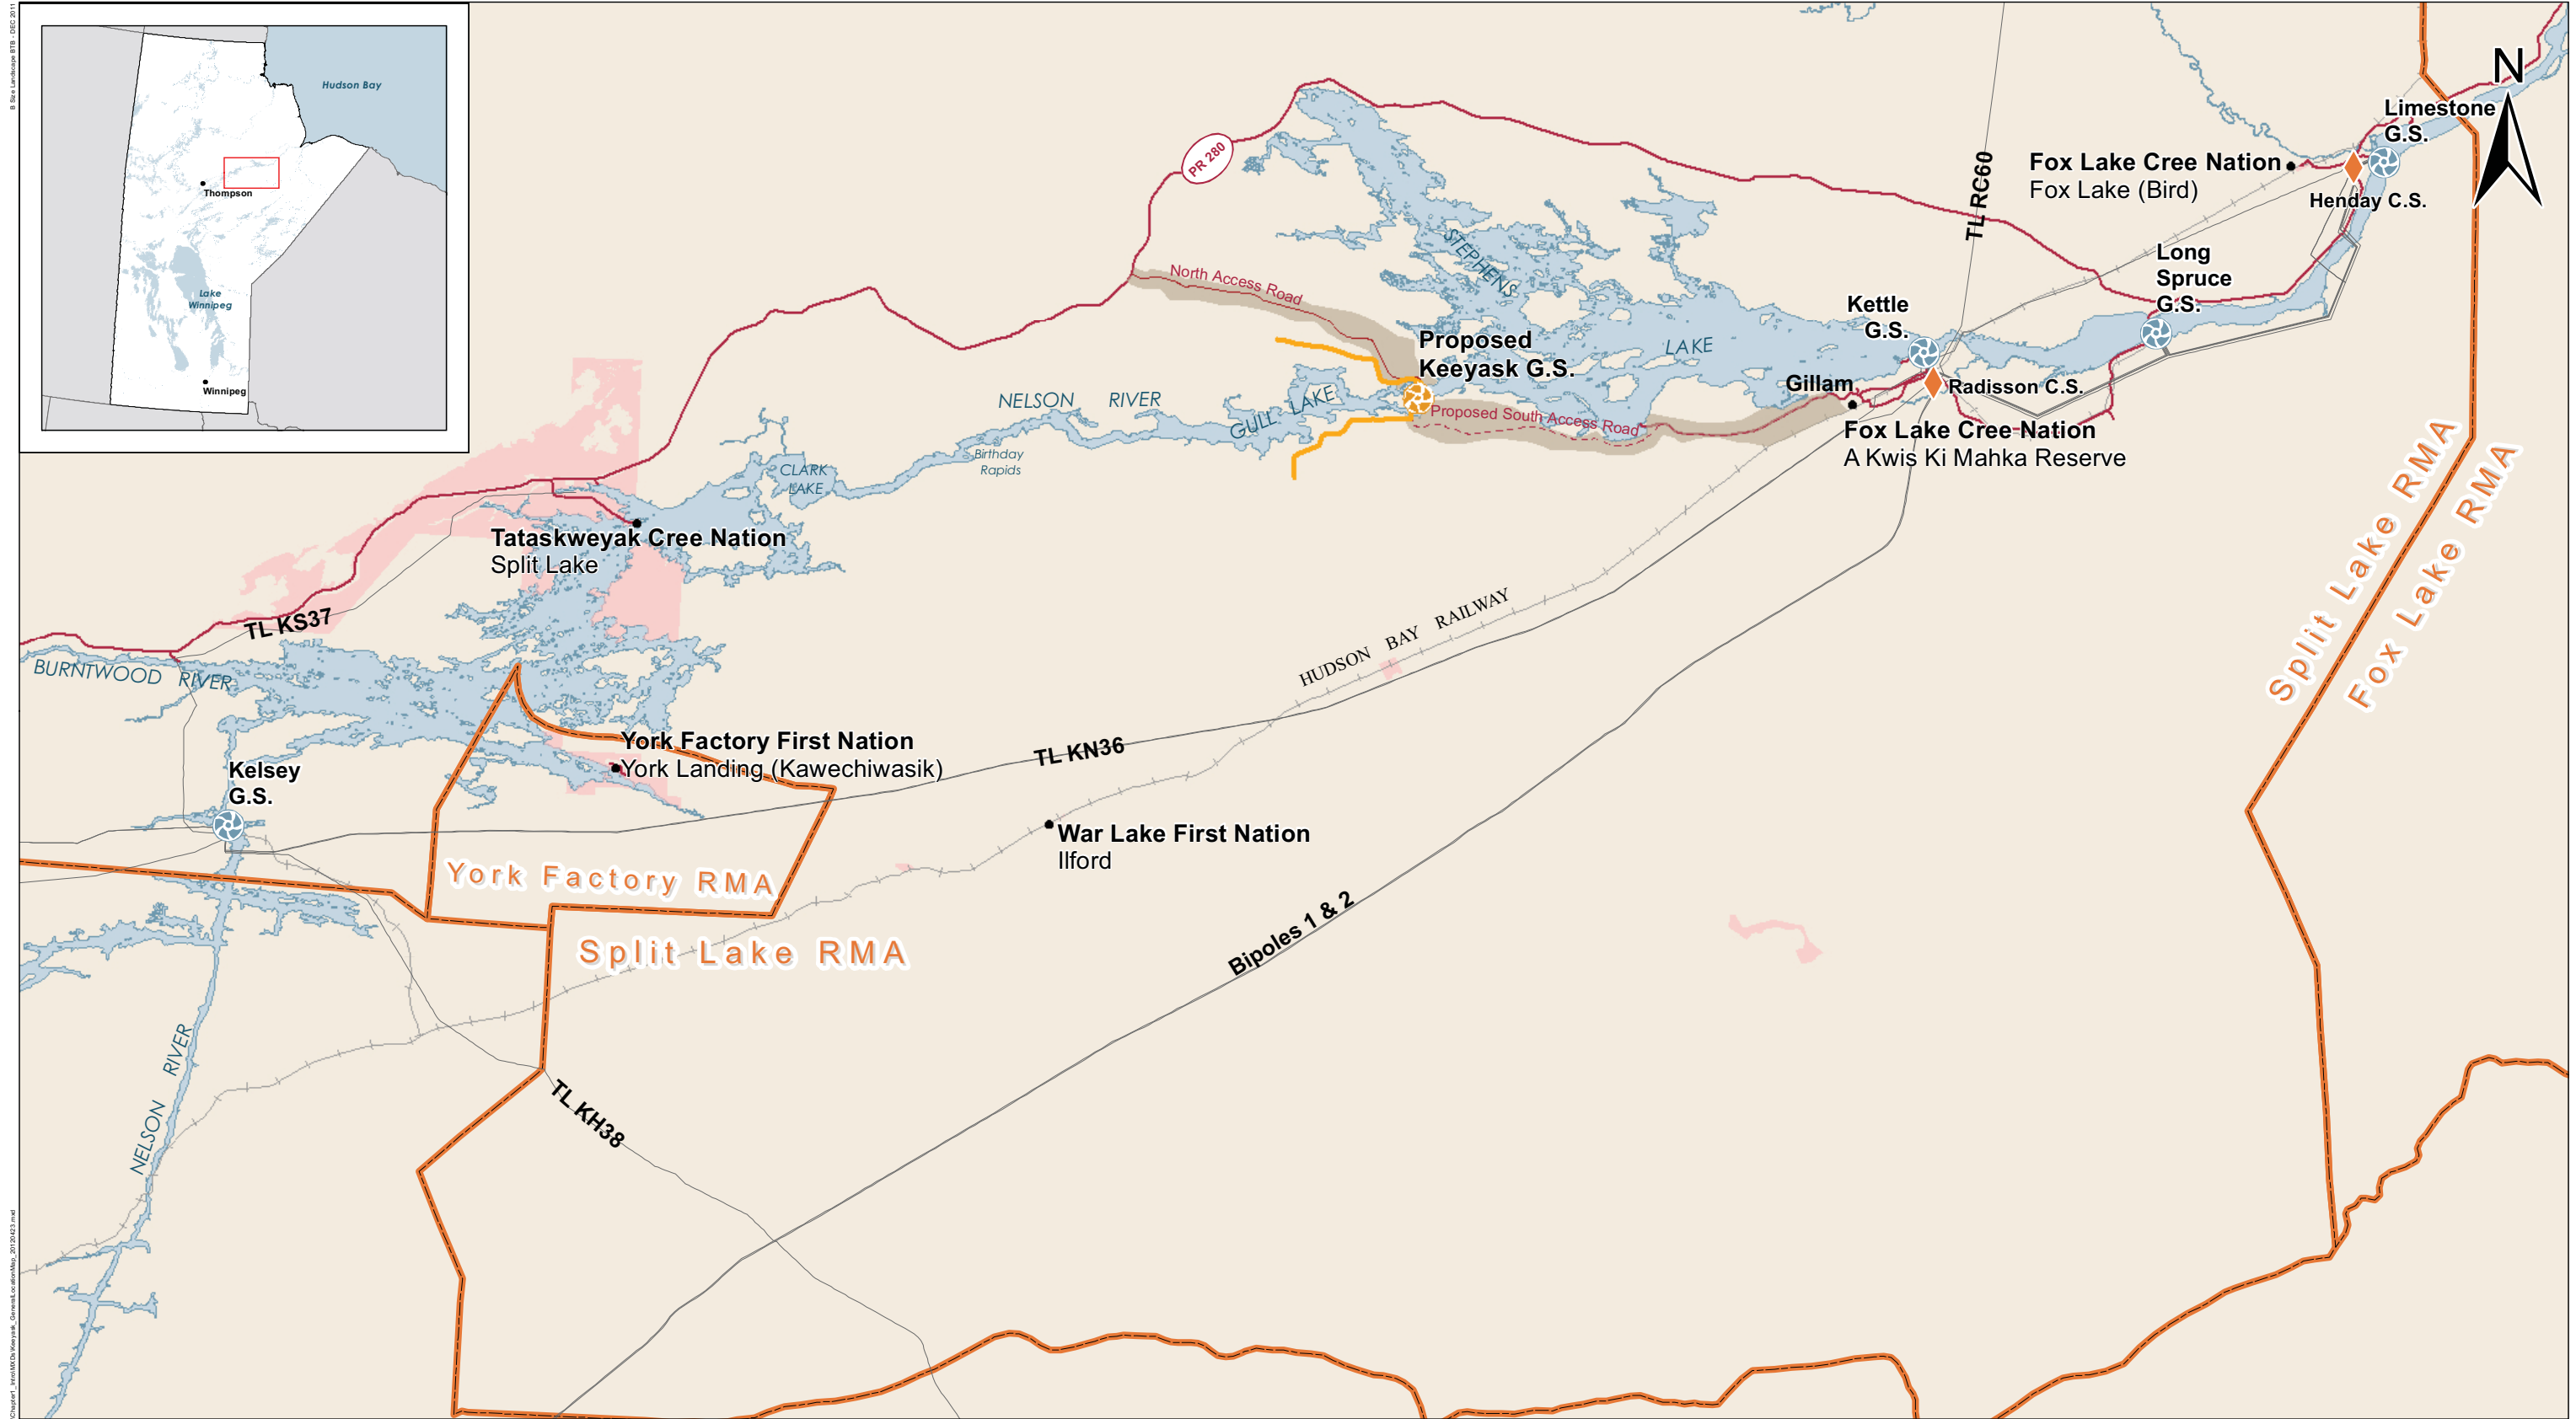 B Size Landscape BTB - DEC 2011
Hudson Bay
Thompson
Lake
Winnipeg
Winnipeg
N
Limestone
G.S.
PR 280
TL RC60
Fox Lake Cree Nation
Fox Lake (Bird)
Henday C.S.
STEPHENS
LAKE
Long
Spruce
G.S.
North Access Road
Kettle
G.S.
Proposed
Keeyask G.S.
Gillam
Radisson C.S.
NELSON RIVER
GULL LAKE
Proposed South Access Road
Fox Lake Cree Nation
A Kwis Ki Mahka Reserve
Birthday
Rapids
CLARK
LAKE
Tataskweyak Cree Nation
Split Lake
Split Lake RMA
Fox Lake RMA
TL KS37
HUDSON BAY RAILWAY
BURNTWOOD RIVER
York Factory First Nation
York Landing (Kawechiwasik)
TL KN36
Kelsey
G.S.
War Lake First Nation
Ilford
York Factory RMA
Split Lake RMA
Bipoles 1 & 2
NELSON RIVER
TL KH38